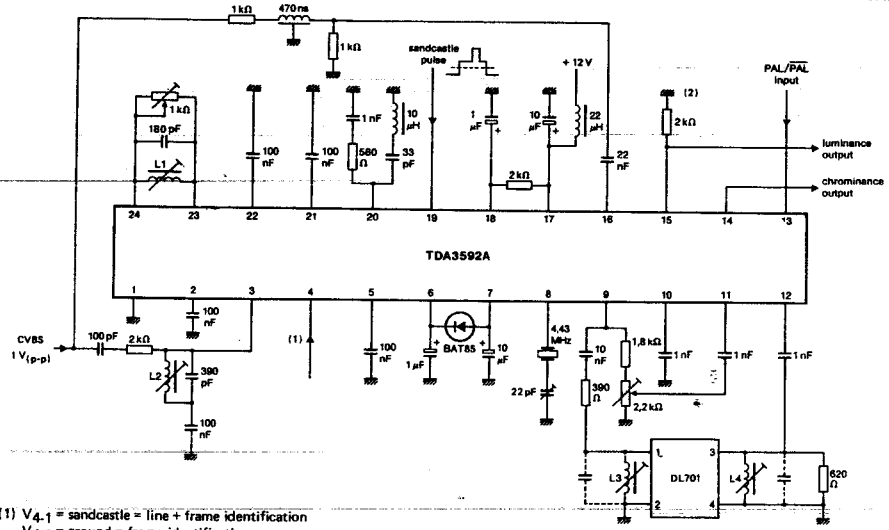 1 kΩ
470 ns
1 kΩ
sandcastle
pulse
+ 12 V
PAL/PAL
input
1 kΩ
180 pF
L1
100
nF
100
nF
1 nF
560
Ω
10
μH
33
pF
1
μF
+
2 kΩ
10
μF
+
22
μH
22
nF
(2)
2 kΩ
luminance
output
chrominance
output
24 23 22 21 20 19 18 17 16 15 14 13
TDA3592A
1 2 3 4 5 6 7 8 9 10 11 12
CVBS
1 V(p-p)
100 pF
2 kΩ
100
nF
L2
390
pF
100
nF
(1)
100
nF
+
1 μF
BAT85
+
10
μF
4,43
MHz
22 pF
10
nF
390
Ω
1,8 kΩ
2,2 kΩ
1 nF
1 nF
1 nF
L3
1 3
DL701
2 4
L4
620
Ω
(1) V4-1 = sandcastle = line + frame identification